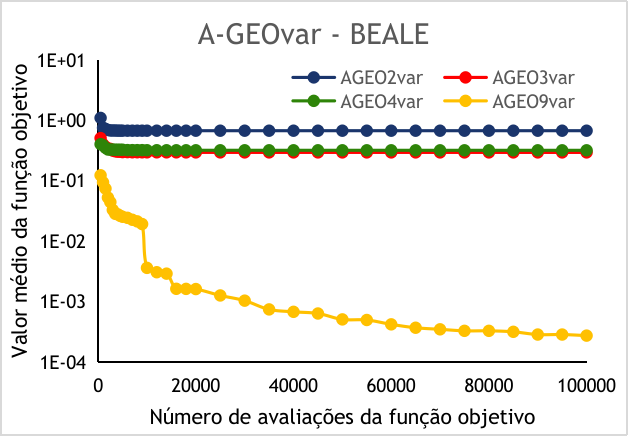 A-GEOvar - BEALE
AGEO2var AGEO3var
AGEO4var AGEO9var
Valor médio da função objetivo
1E+01
1E+00
1E-01
1E-02
1E-03
1E-04
0 20000 40000 60000 80000 100000
Número de avaliações da função objetivo